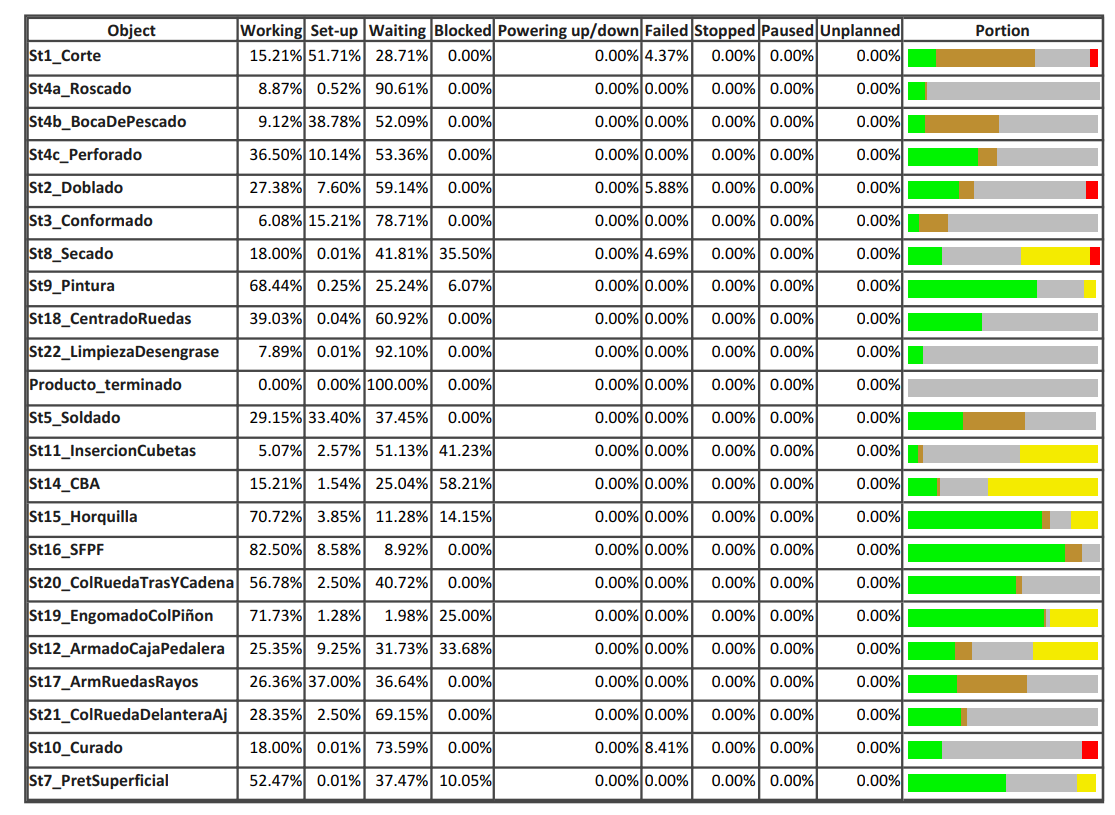 Object Working Set-up Waiting Blocked Powering up/down Failed Stopped Paused Unplanned Portion
St1_Corte 15.21% 51.71% 28.71% 0.00% 0.00% 4.37% 0.00% 0.00% 0.00%
St4a_Roscado 8.87% 0.52% 90.61% 0.00% 0.00% 0.00% 0.00% 0.00% 0.00%
St4b_BocaDePescado 9.12% 38.78% 52.09% 0.00% 0.00% 0.00% 0.00% 0.00% 0.00%
St4c_Perforado 36.50% 10.14% 53.36% 0.00% 0.00% 0.00% 0.00% 0.00% 0.00%
St2_Doblado 27.38% 7.60% 59.14% 0.00% 0.00% 5.88% 0.00% 0.00% 0.00%
St3_Conformado 6.08% 15.21% 78.71% 0.00% 0.00% 0.00% 0.00% 0.00% 0.00%
St8_Secado 18.00% 0.01% 41.81% 35.50% 0.00% 4.69% 0.00% 0.00% 0.00%
St9_Pintura 68.44% 0.25% 25.24% 6.07% 0.00% 0.00% 0.00% 0.00% 0.00%
St18_CentradoRuedas 39.03% 0.04% 60.92% 0.00% 0.00% 0.00% 0.00% 0.00% 0.00%
St22_LimpiezaDesengrase 7.89% 0.01% 92.10% 0.00% 0.00% 0.00% 0.00% 0.00% 0.00%
Producto_terminado 0.00% 0.00% 100.00% 0.00% 0.00% 0.00% 0.00% 0.00% 0.00%
St5_Soldado 29.15% 33.40% 37.45% 0.00% 0.00% 0.00% 0.00% 0.00% 0.00%
St11_InsercionCubetas 5.07% 2.57% 51.13% 41.23% 0.00% 0.00% 0.00% 0.00% 0.00%
St14_CBA 15.21% 1.54% 25.04% 58.21% 0.00% 0.00% 0.00% 0.00% 0.00%
St15_Horquilla 70.72% 3.85% 11.28% 14.15% 0.00% 0.00% 0.00% 0.00% 0.00%
St16_SFPF 82.50% 8.58% 8.92% 0.00% 0.00% 0.00% 0.00% 0.00% 0.00%
St20_ColRuedaTrasYCadena 56.78% 2.50% 40.72% 0.00% 0.00% 0.00% 0.00% 0.00% 0.00%
St19_EngomadoColPiñon 71.73% 1.28% 1.98% 25.00% 0.00% 0.00% 0.00% 0.00% 0.00%
St12_ArmadoCajaPedalera 25.35% 9.25% 31.73% 33.68% 0.00% 0.00% 0.00% 0.00% 0.00%
St17_ArmRuedasRayos 26.36% 37.00% 36.64% 0.00% 0.00% 0.00% 0.00% 0.00% 0.00%
St21_ColRuedaDelanteraAj 28.35% 2.50% 69.15% 0.00% 0.00% 0.00% 0.00% 0.00% 0.00%
St10_Curado 18.00% 0.01% 73.59% 0.00% 0.00% 8.41% 0.00% 0.00% 0.00%
St7_PretSuperficial 52.47% 0.01% 37.47% 10.05% 0.00% 0.00% 0.00% 0.00% 0.00%